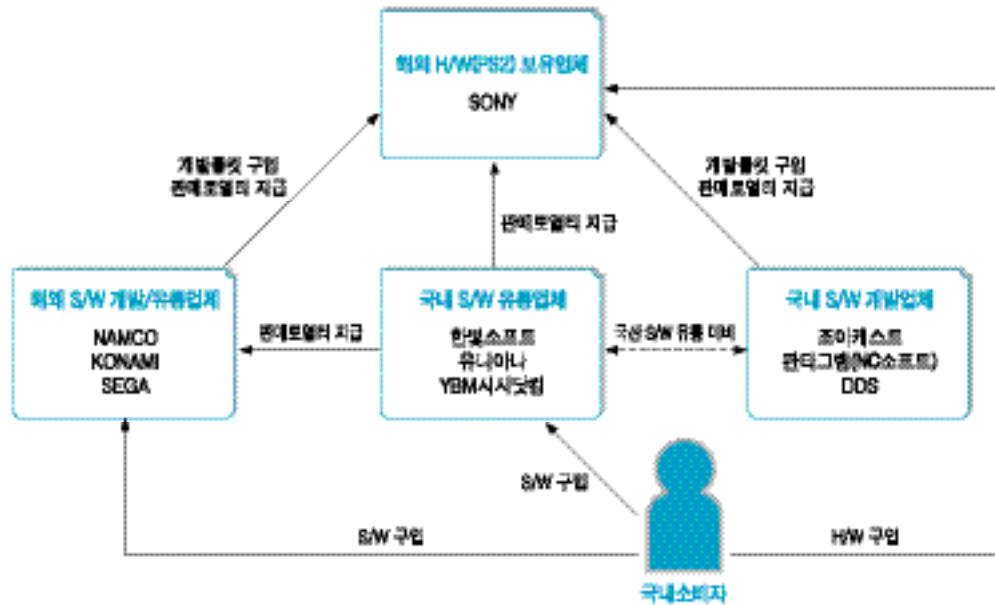 해외 H/W(PS2) 보유업체
SONY
개발툴킷 구입
판매로열티 지급
개발툴킷 구입
판매로열티 지급
판매로열티 지급
해외 S/W 개발/유통업체
NAMCO
KONAMI
SEGA
판매로열티 지급
국내 S/W 유통업체
한빛소프트
유니아나
YBM시사닷컴
국산 S/W 유통 대비
국내 S/W 개발업체
조이캐스트
판타그램(NC소프트)
DDS
S/W 구입
S/W 구입
H/W 구입
국내소비자